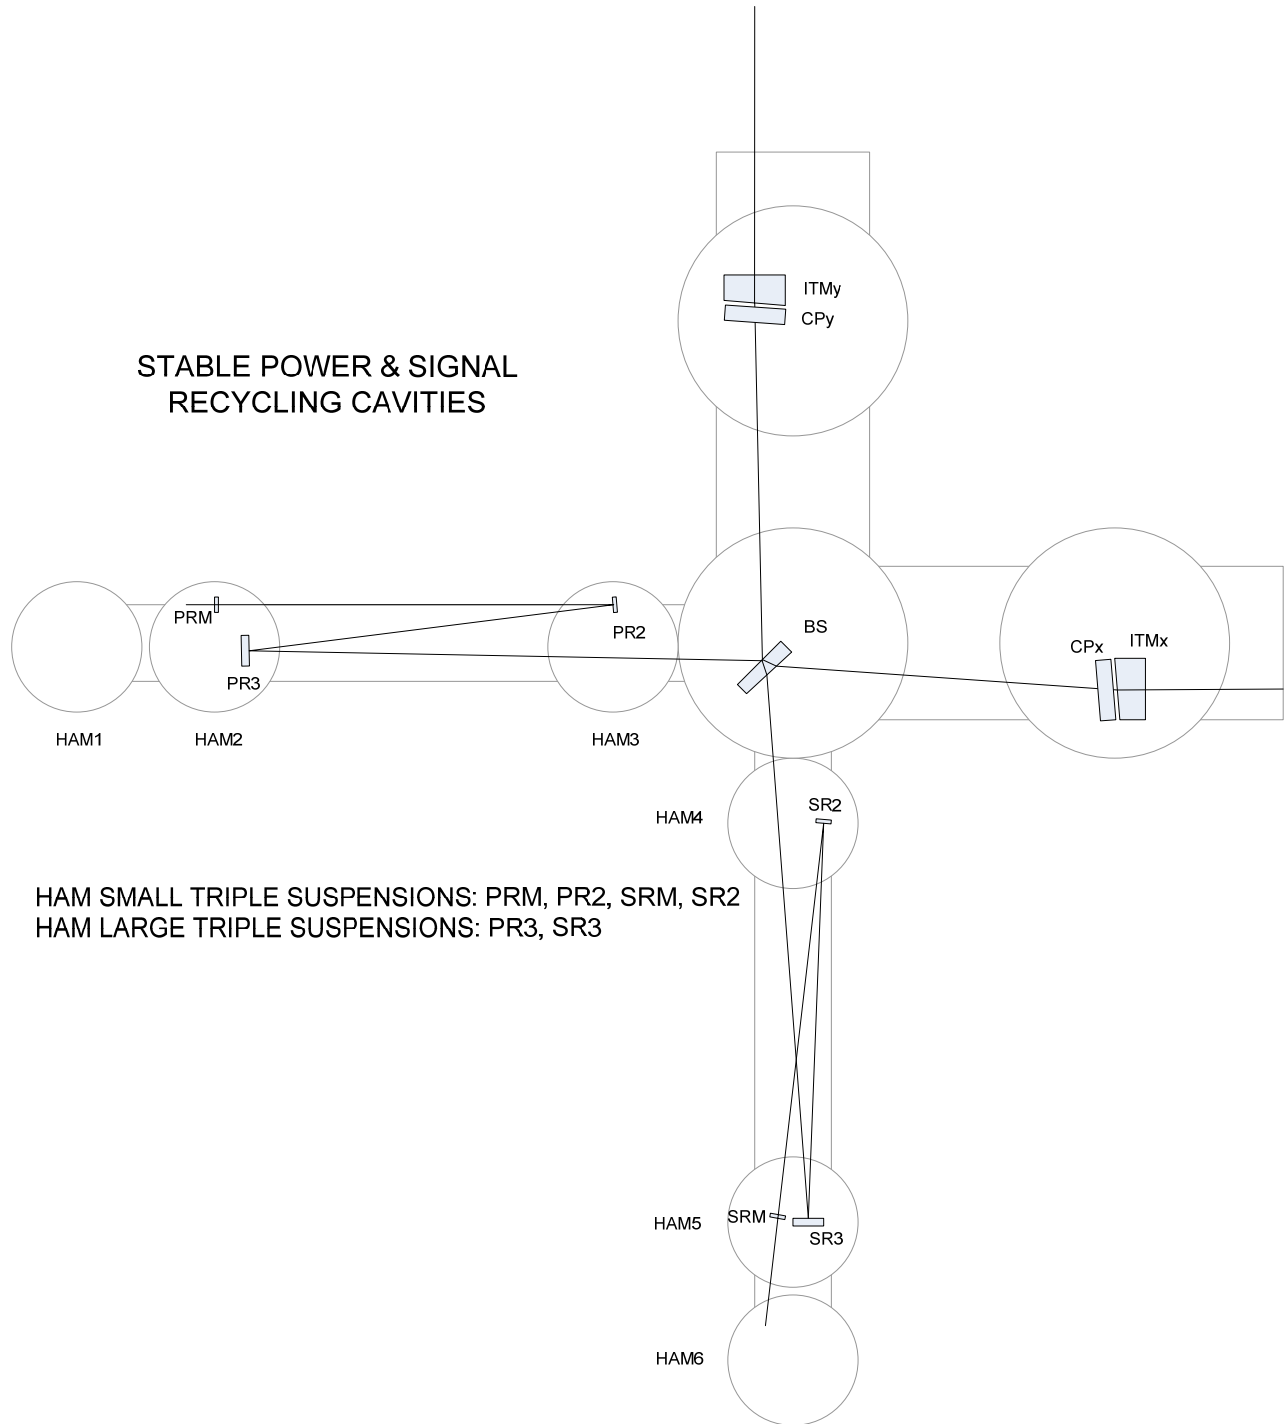 ITMy
CPy
STABLE POWER & SIGNAL
RECYCLING CAVITIES
PRM
PR2
BS
CPx
ITMx
PR3
HAM1
HAM2
HAM3
SR2
HAM4
HAM SMALL TRIPLE SUSPENSIONS: PRM, PR2, SRM, SR2
HAM LARGE TRIPLE SUSPENSIONS: PR3, SR3
HAM5
SRM
SR3
HAM6